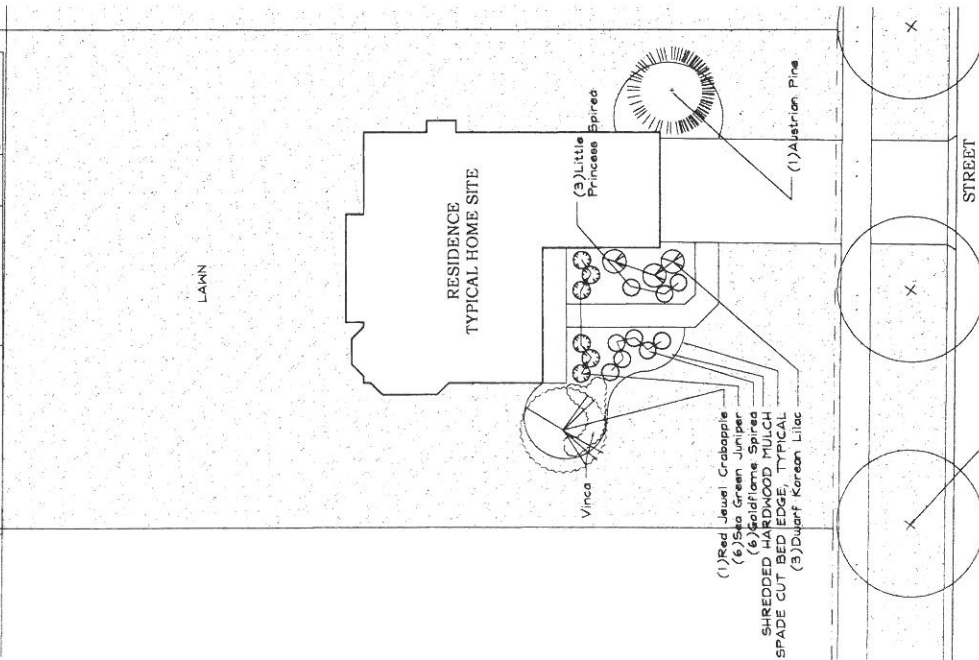 LAWN
RESIDENCE
TYPICAL HOME SITE
(3)Little
Princess Spirea
(1)Austrian Pine
STREET
Vinca
(1)Red Jewel Crabapple
(6)Sea Green Juniper
(6)Goldflame Spirea
SHREDDED HARDWOOD MULCH
SPADE CUT BED EDGE, TYPICAL
(3)Dwarf Korean Lilac